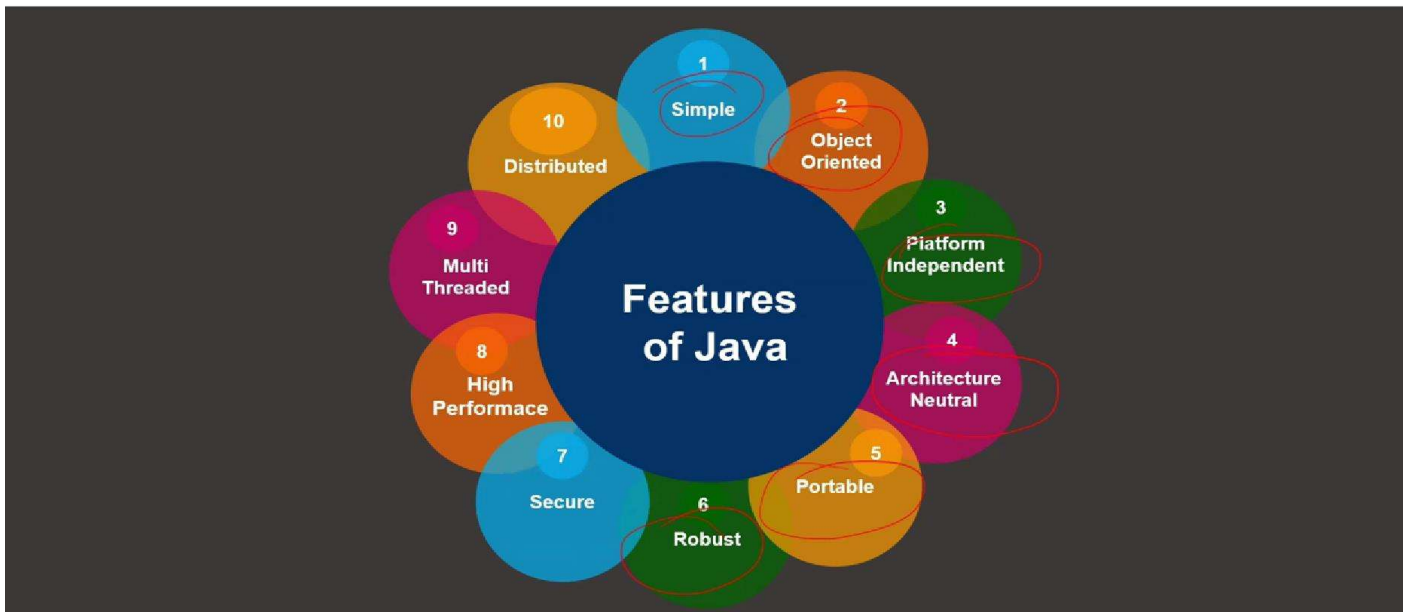 Features
of Java
1
Simple
2
Object
Oriented
3
Platform
Independent
4
Architecture
Neutral
5
Portable
6
Robust
7
Secure
8
High
Performace
9
Multi
Threaded
10
Distributed